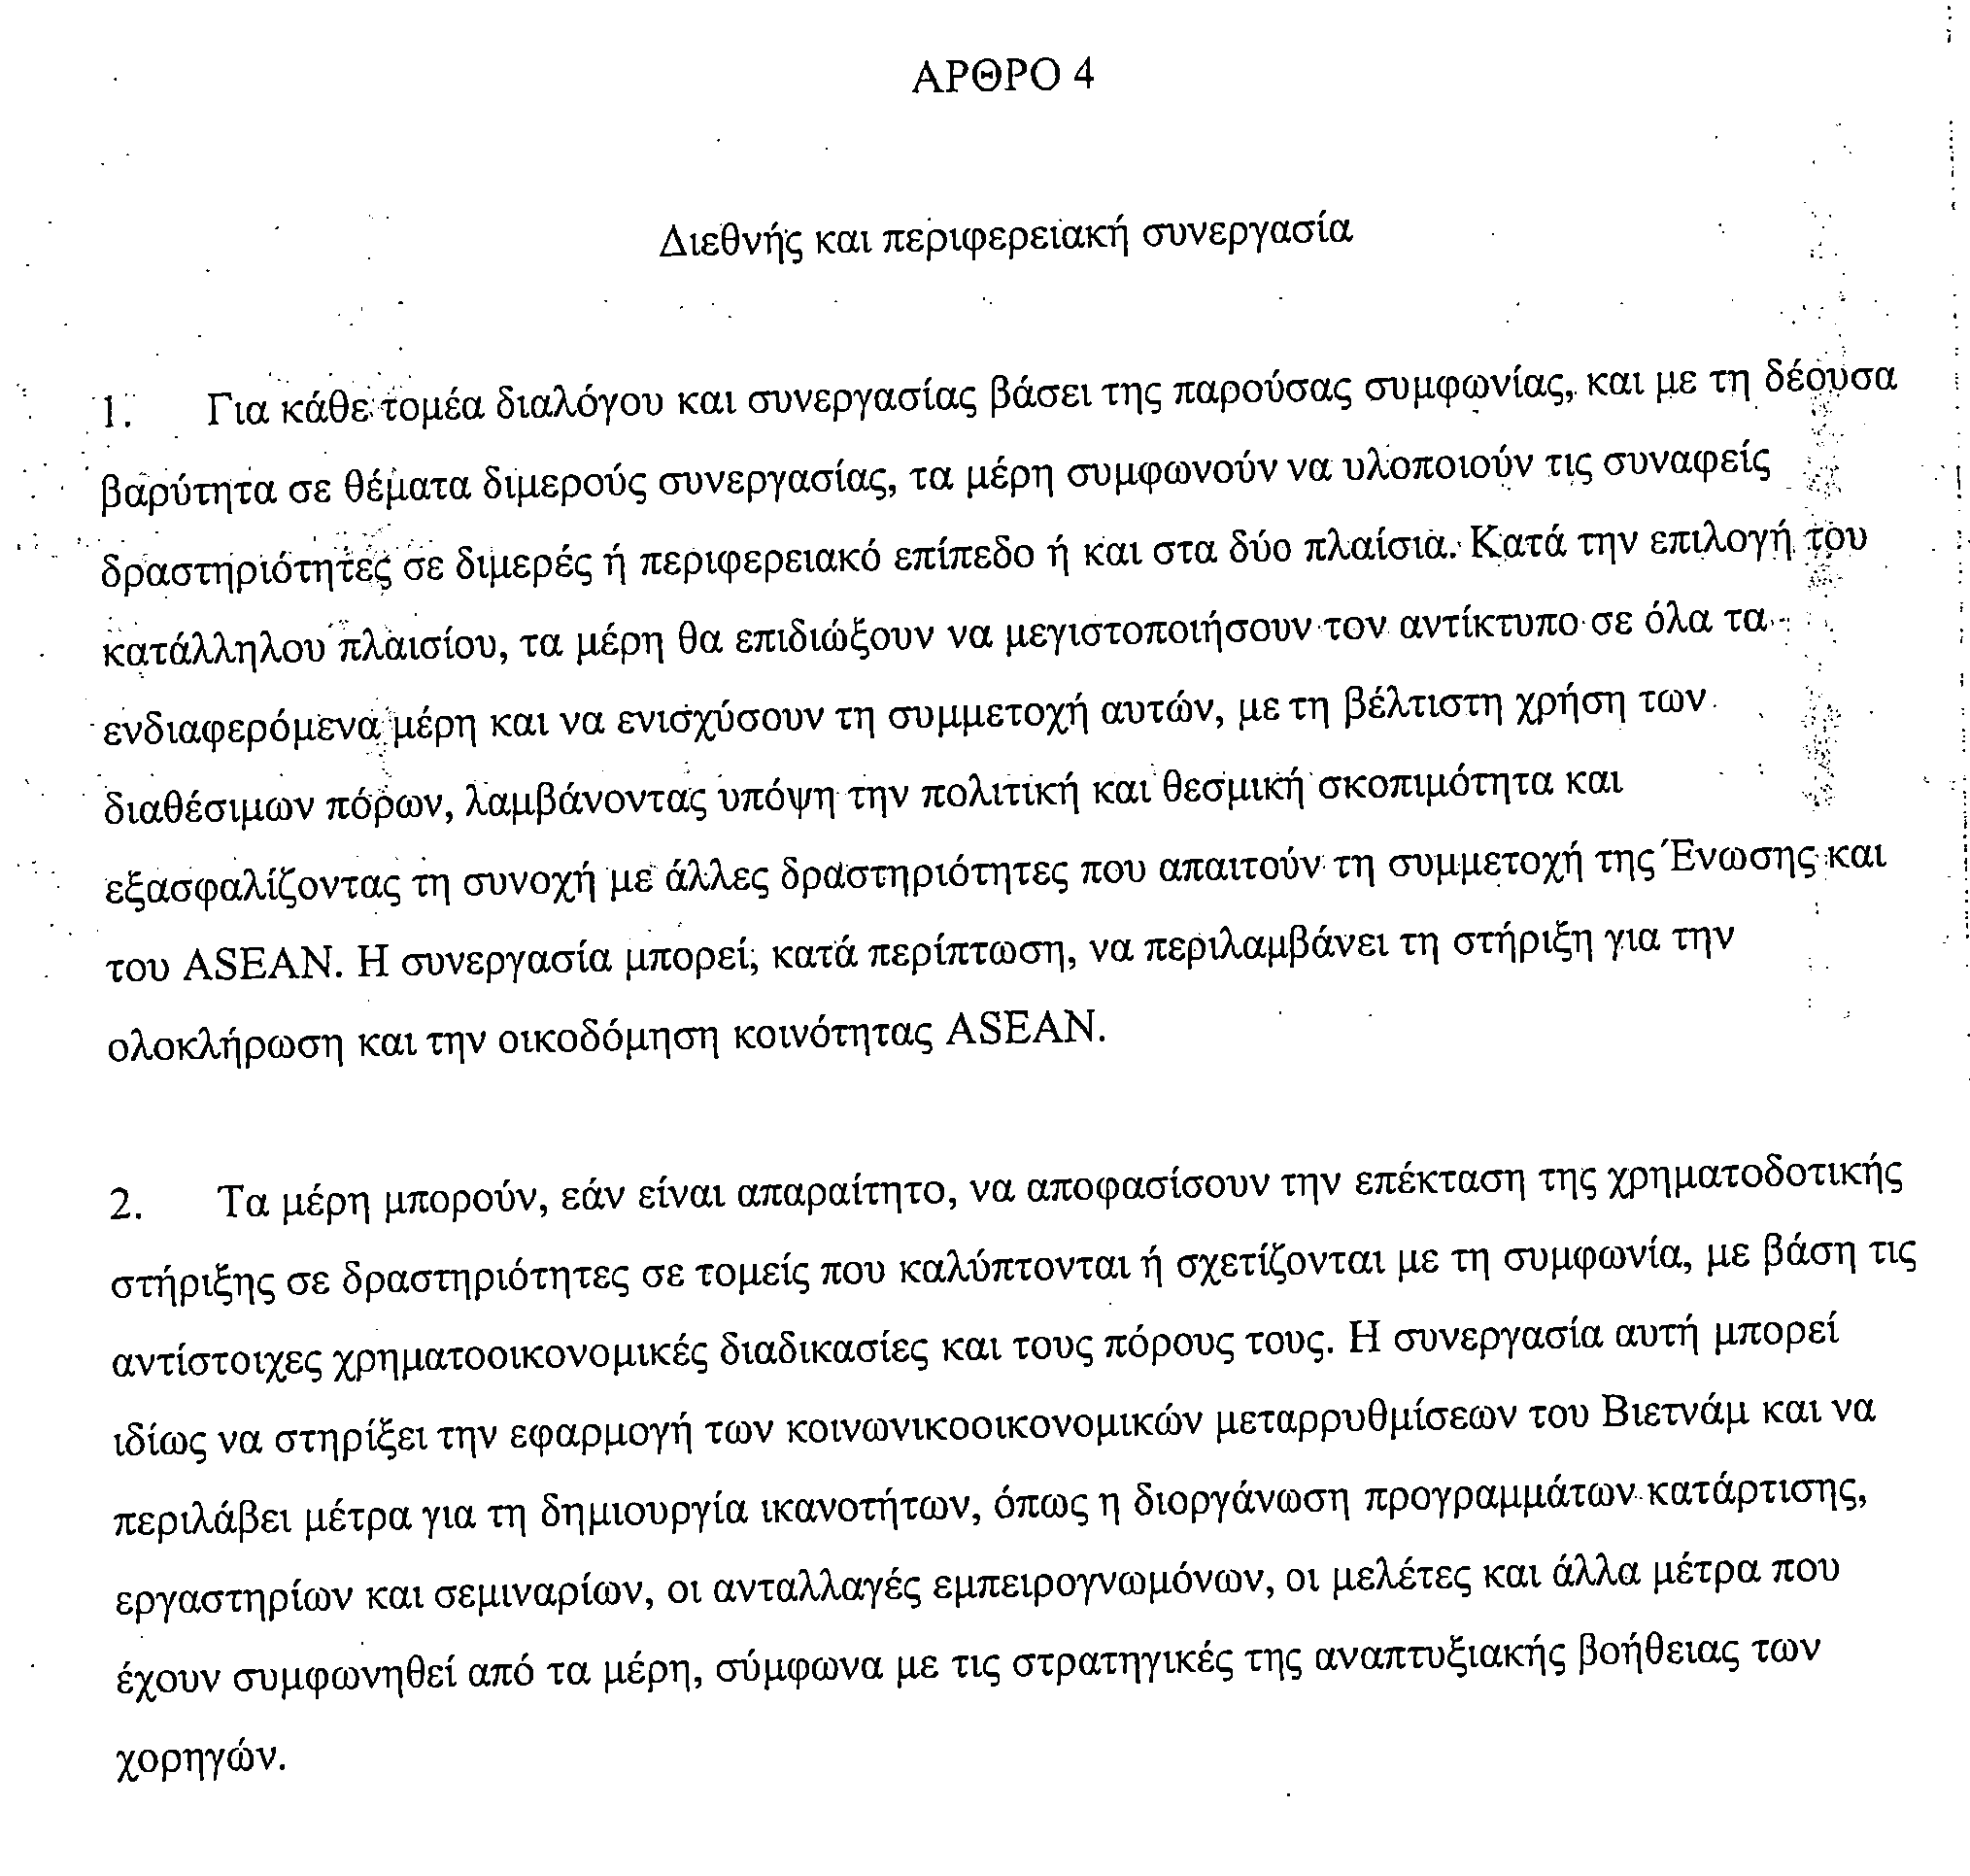 ΑΡΘΡΟ 4
Διεθνής και περιφερειακή συνεργασία
1. Για κάθε τομέα διαλόγου και συνεργασίας βάσει της παρούσας συμφωνίας, και με τη δέουσα
βαρύτητα σε θέματα διμερούς συνεργασίας, τα μέρη συμφωνούν να υλοποιούν τις συναφείς
δραστηριότητες σε διμερές ή περιφερειακό επίπεδο ή και στα δύο πλαίσια. Κατά την επιλογή του
κατάλληλου πλαισίου, τα μέρη θα επιδιώξουν να μεγιστοποιήσουν τον αντίκτυπο σε όλα τα
ενδιαφερόμενα μέρη και να ενισχύσουν τη συμμετοχή αυτών, με τη βέλτιστη χρήση των
διαθέσιμων πόρων, λαμβάνοντας υπόψη την πολιτική και θεσμική σκοπιμότητα και
εξασφαλίζοντας τη συνοχή με άλλες δραστηριότητες που απαιτούν τη συμμετοχή της Ένωσης και
του ASEAN. Η συνεργασία μπορεί, κατά περίπτωση, να περιλαμβάνει τη στήριξη για την
ολοκλήρωση και την οικοδόμηση κοινότητας ASEAN.
2. Τα μέρη μπορούν, εάν είναι απαραίτητο, να αποφασίσουν την επέκταση της χρηματοδοτικής
στήριξης σε δραστηριότητες σε τομείς που καλύπτονται ή σχετίζονται με τη συμφωνία, με βάση τις
αντίστοιχες χρηματοοικονομικές διαδικασίες και τους πόρους τους. Η συνεργασία αυτή μπορεί
ιδίως να στηρίξει την εφαρμογή των κοινωνικοοικονομικών μεταρρυθμίσεων του Βιετνάμ και να
περιλάβει μέτρα για τη δημιουργία ικανοτήτων, όπως η διοργάνωση προγραμμάτων κατάρτισης,
εργαστηρίων και σεμιναρίων, οι ανταλλαγές εμπειρογνωμόνων, οι μελέτες και άλλα μέτρα που
έχουν συμφωνηθεί από τα μέρη, σύμφωνα με τις στρατηγικές της αναπτυξιακής βοήθειας των
χορηγών.